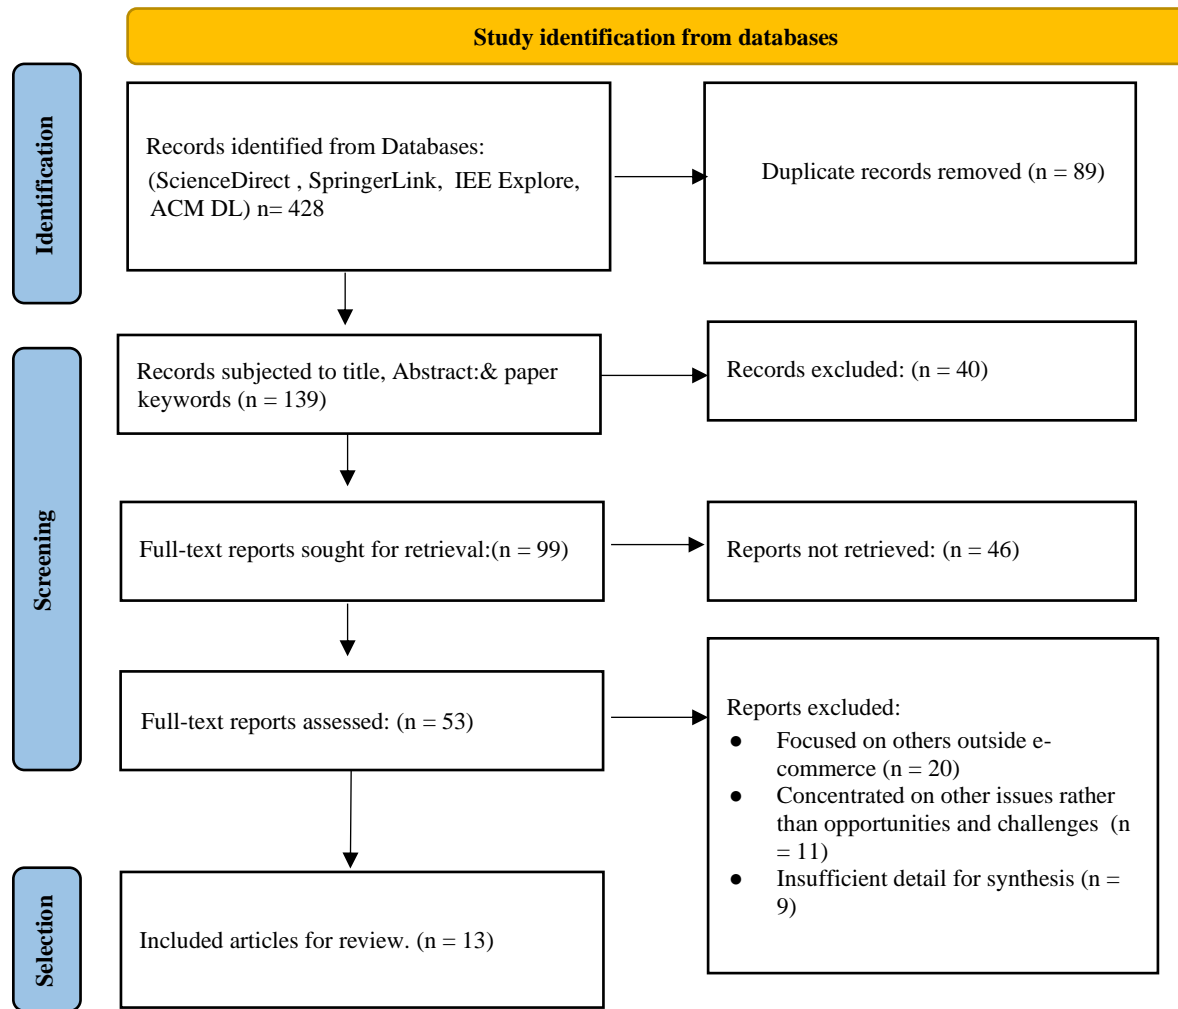 Study identification from databases
Identification
Records identified from Databases:
(ScienceDirect , SpringerLink, IEE Explore,
ACM DL) n= 428
Duplicate records removed (n = 89)
Screening
Records subjected to title, Abstract:& paper
keywords (n = 139)
Records excluded: (n = 40)
Full-text reports sought for retrieval:(n = 99)
Reports not retrieved: (n = 46)
Full-text reports assessed: (n = 53)
Reports excluded:
● Focused on others outside e-
commerce (n = 20)
● Concentrated on other issues rather
than opportunities and challenges (n
= 11)
● Insufficient detail for synthesis (n =
9)
Selection
Included articles for review. (n = 13)